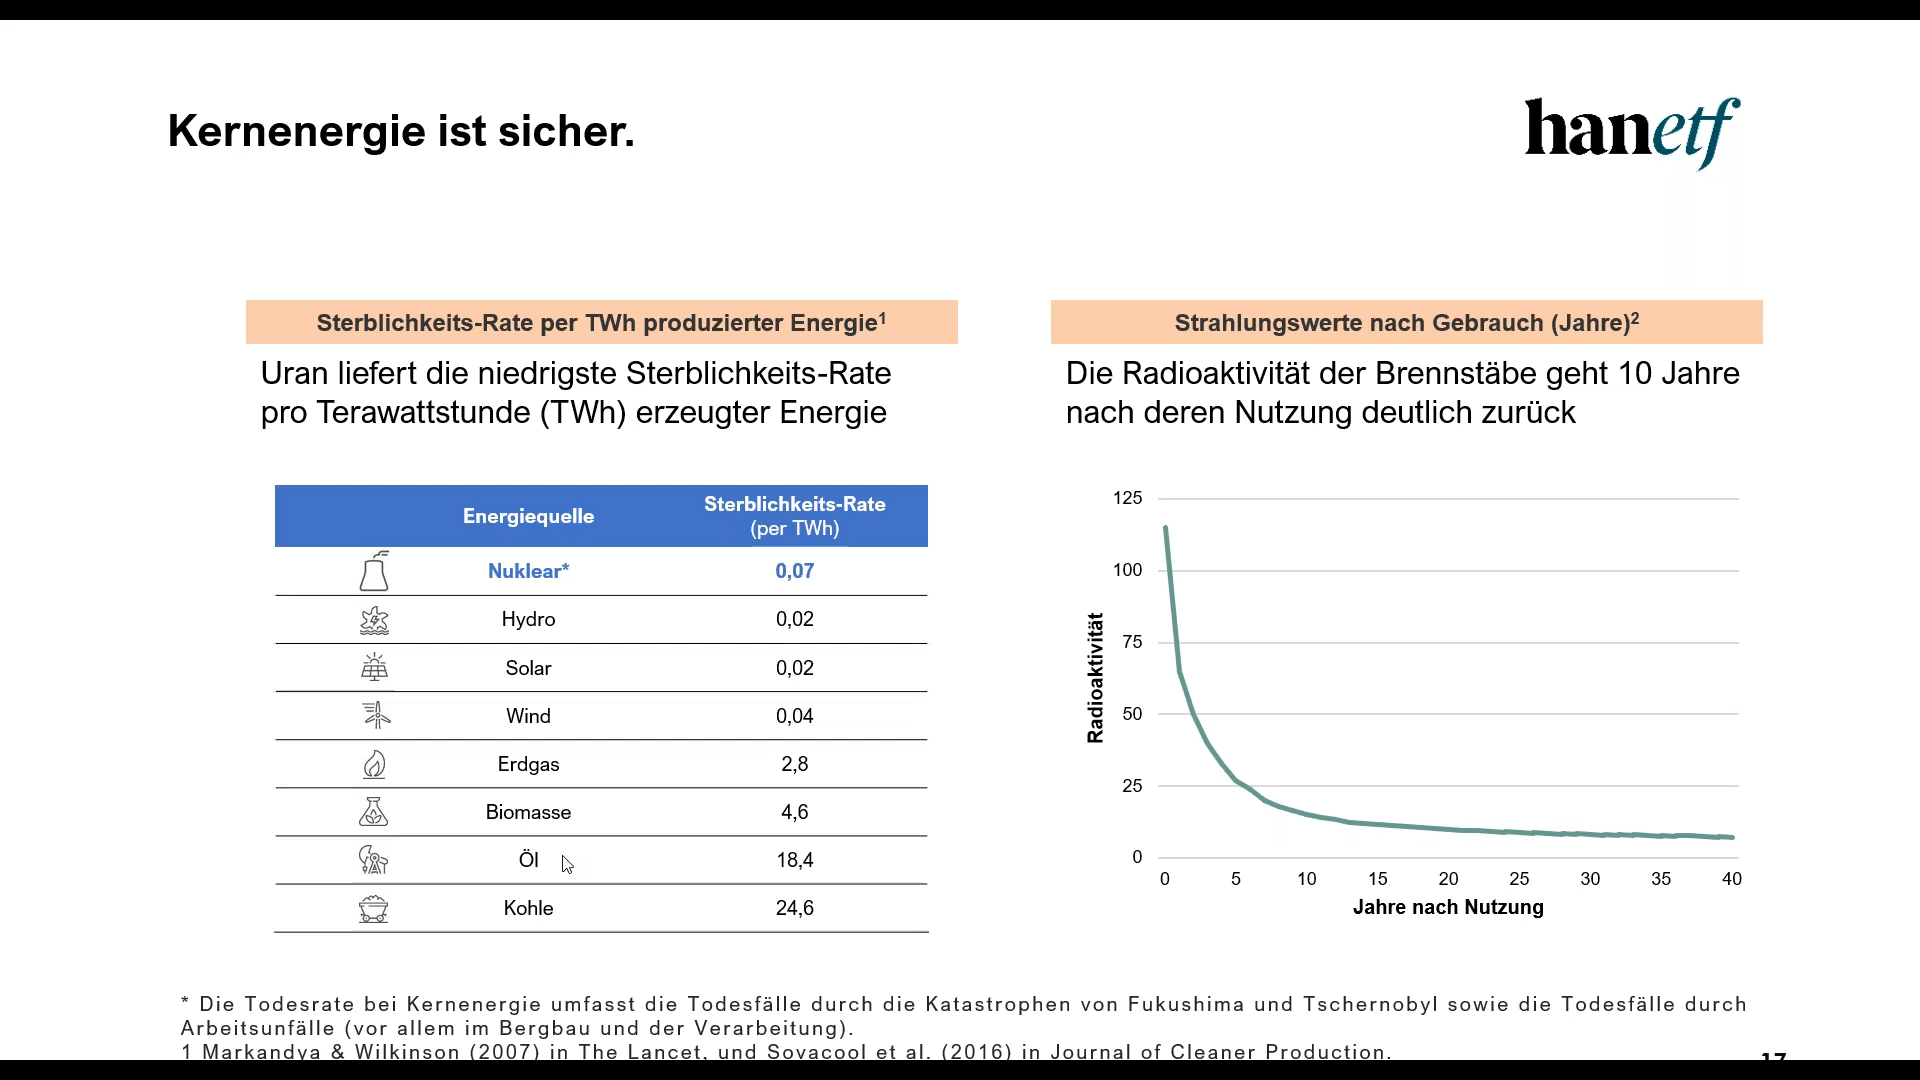 Kernenergie ist sicher.
hanetf
Sterblichkeits-Rate per TWh produzierter Energie¹
Uran liefert die niedrigste Sterblichkeits-Rate
pro Terawattstunde (TWh) erzeugter Energie
Energiequelle
Sterblichkeits-Rate
(per TWh)
Nuklear* 0,07
Hydro 0,02
Solar 0,02
Wind 0,04
Erdgas 2,8
Biomasse 4,6
Öl 18,4
Kohle 24,6
Strahlungswerte nach Gebrauch (Jahre)²
Die Radioaktivität der Brennstäbe geht 10 Jahre
nach deren Nutzung deutlich zurück
125
100
75
50
25
0
Radioaktivität
0 5 10 15 20 25 30 35 40
Jahre nach Nutzung
* Die Todesrate bei Kernenergie umfasst die Todesfälle durch die Katastrophen von Fukushima und Tschernobyl sowie die Todesfälle durch
Arbeitsunfälle (vor allem im Bergbau und der Verarbeitung).
1 Markandya & Wilkinson (2007) in The Lancet, und Sovacool et al. (2016) in Journal of Cleaner Production.
17